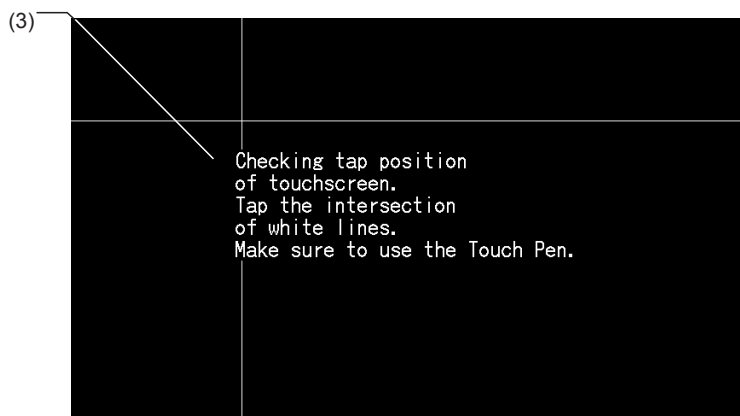 (3)
Checking tap position
of touchscreen.
Tap the intersection
of white lines.
Make sure to use the Touch Pen.